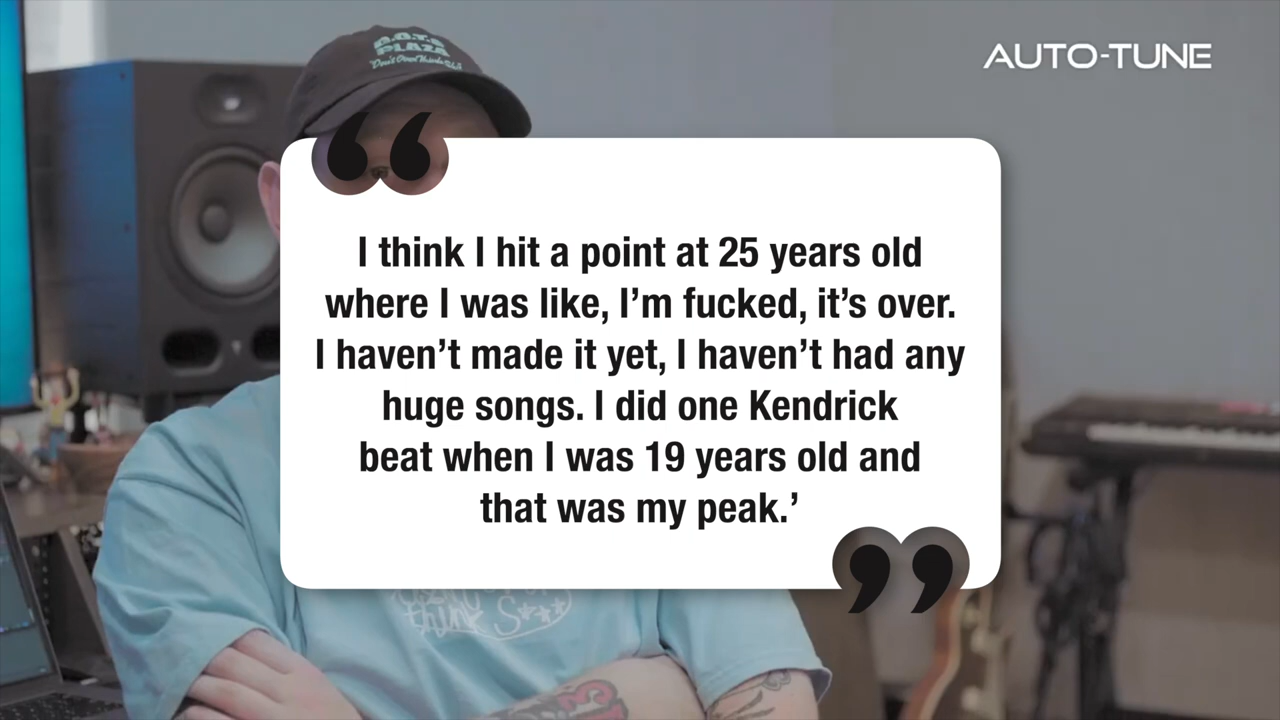 AUTO-TUNE
PLAZA
I think I hit a point at 25 years old
where I was like, I’m fucked, it’s over.
I haven’t made it yet, I haven’t had any
huge songs. I did one Kendrick
beat when I was 19 years old and
that was my peak.’
think S